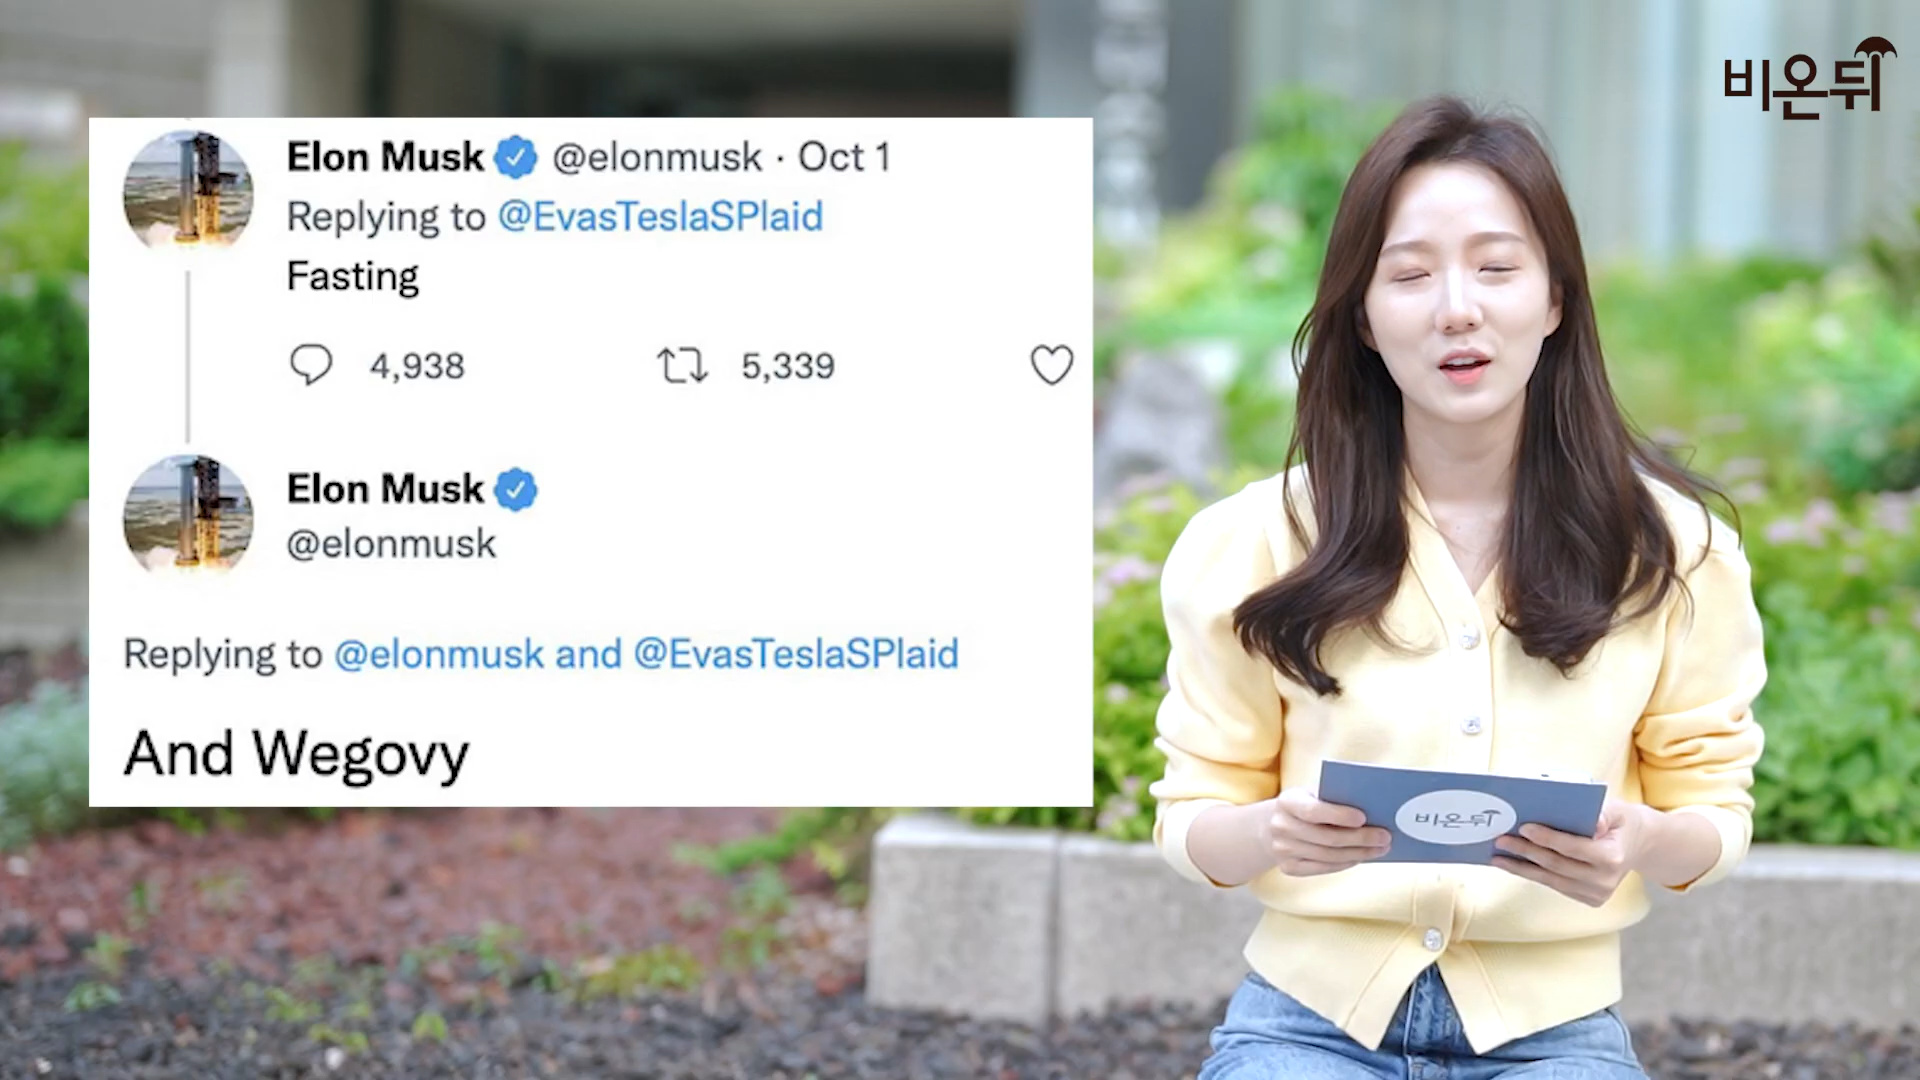 비온뒤
Elon Musk @elonmusk · Oct 1
Replying to @EvasTeslaSPlaid
Fasting
4,938 5,339
Elon Musk
@elonmusk
Replying to @elonmusk and @EvasTeslaSPlaid
And Wegovy
비온뒤